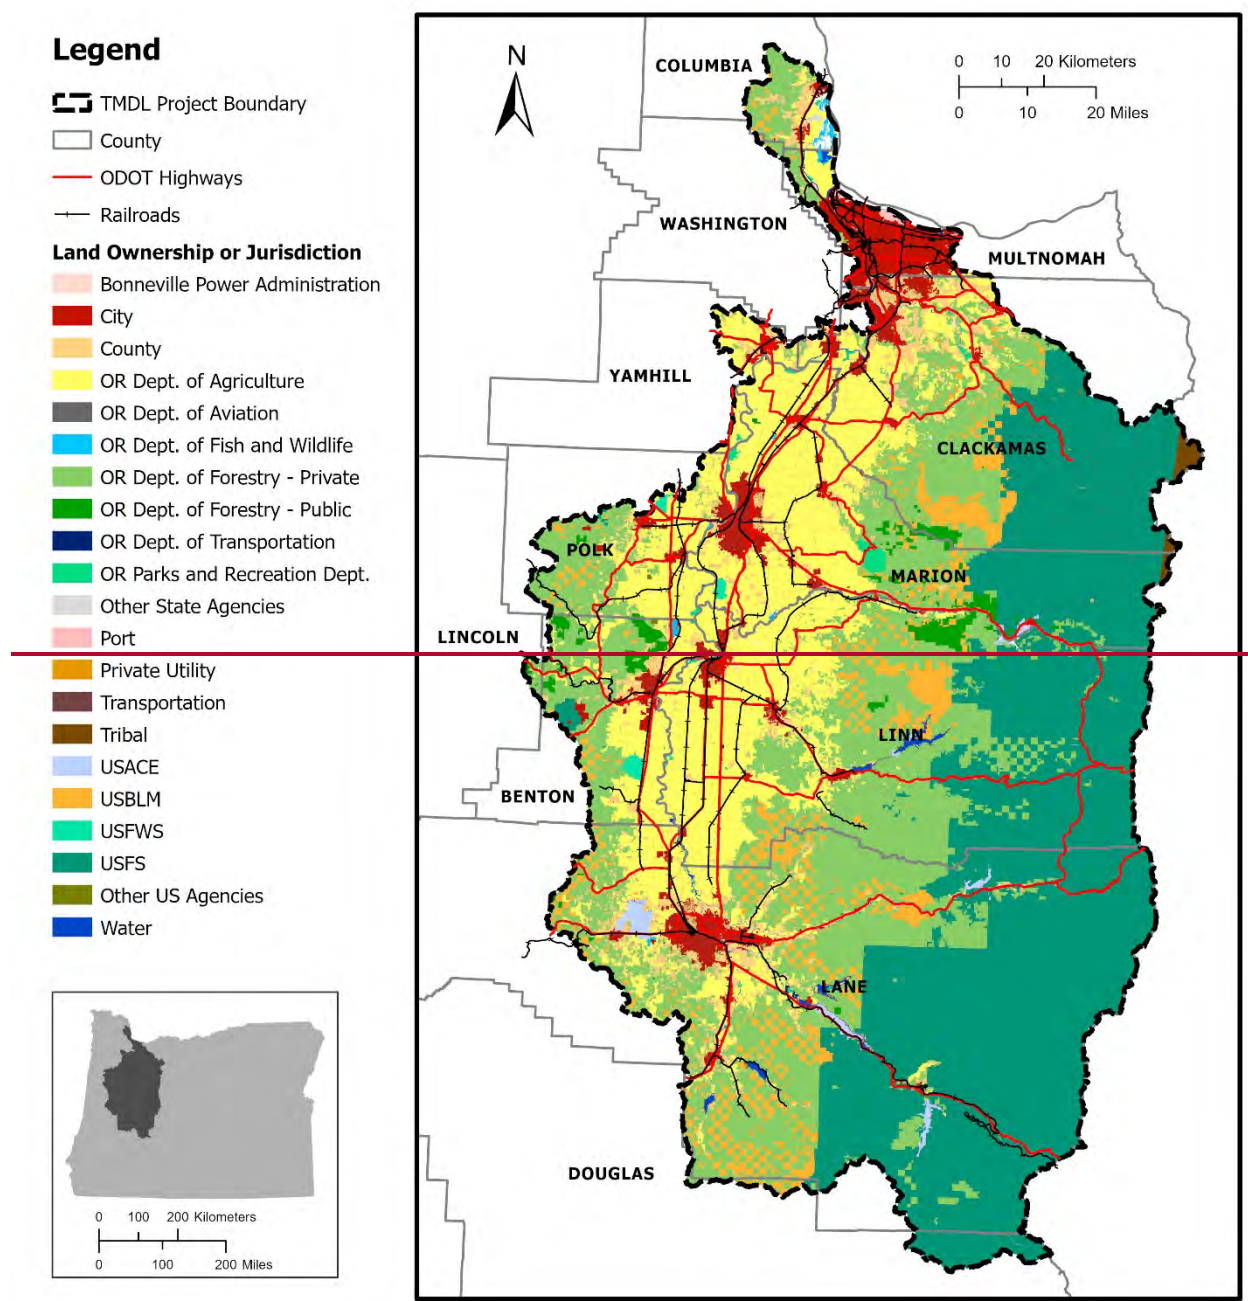 Legend
TMDL Project Boundary
County
ODOT Highways
Railroads
Land Ownership or Jurisdiction
Bonneville Power Administration
City
County
OR Dept. of Agriculture
OR Dept. of Aviation
OR Dept. of Fish and Wildlife
OR Dept. of Forestry - Private
OR Dept. of Forestry - Public
OR Dept. of Transportation
OR Parks and Recreation Dept.
Other State Agencies
Port
Private Utility
Transportation
Tribal
USACE
USBLM
USFWS
USFS
Other US Agencies
Water
0 100 200 Kilometers
0 100 200 Miles
N
0 10 20 Kilometers
0 10 20 Miles
COLUMBIA
WASHINGTON
MULTNOMAH
YAMHILL
CLACKAMAS
POLK
MARION
LINCOLN
LINN
BENTON
LANE
DOUGLAS